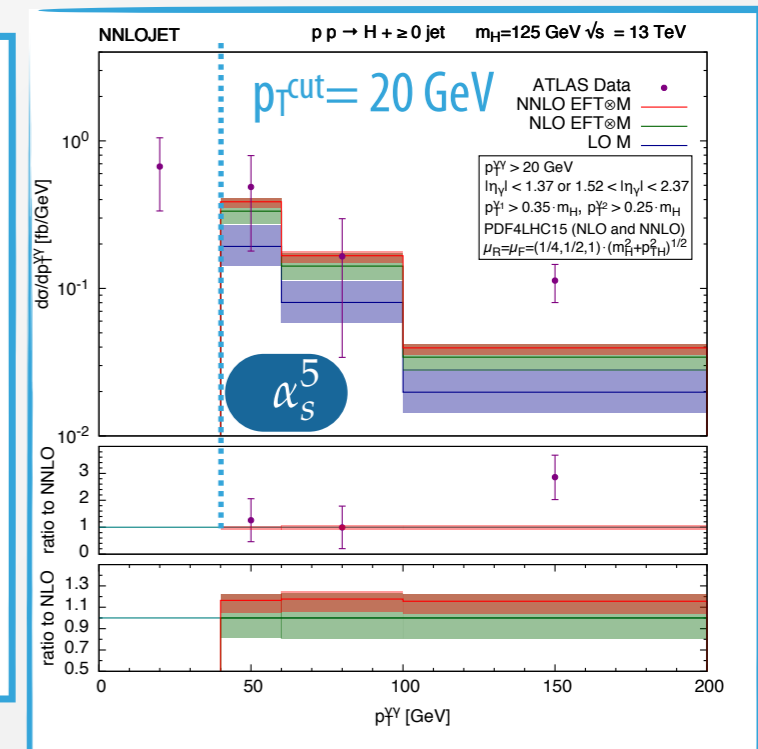 NNLOJET p p → H + ≥ 0 jet m_H=125 GeV √s = 13 TeV
p_T^cut = 20 GeV
ATLAS Data
NNLO EFT⊗M
NLO EFT⊗M
LO M
p_T^γγ > 20 GeV
|η_γ| < 1.37 or 1.52 < |η_γ| < 2.37
p_T^γ1 > 0.35·m_H, p_T^γ2 > 0.25·m_H
PDF4LHC15 (NLO and NNLO)
μ_R=μ_F=(1/4,1/2,1)·(m_H^2+p_TH^2)^1/2
dσ/dp_T^γγ [fb/GeV]
10^0
10^-1
10^-2
α_s^5
ratio to NNLO
3
2
1
0
ratio to NLO
1.3
1.1
0.9
0.7
0.5
0 50 100 150 200
p_T^γγ [GeV]